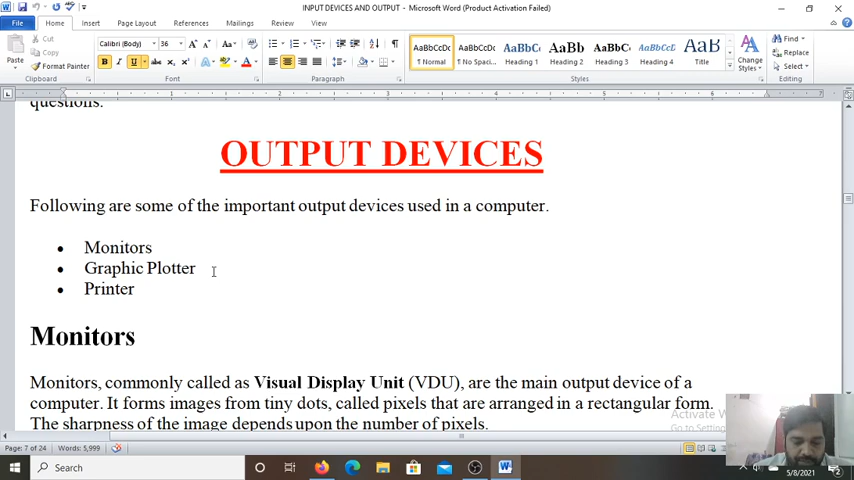 INPUT DEVICES AND OUTPUT - Microsoft Word (Product Activation Failed)
File Home Insert Page Layout References Mailings Review View
Paste
Cut
Copy
Format Painter
Clipboard
Calibri (Body) 36
Font
Paragraph
AaBbCcDc AaBbCcDc AaBbC AaBb AaBbC AaBbCcDc AaB
¶ Normal ¶ No Spaci... Heading 1 Heading 2 Heading 3 Heading 4 Title
Styles
Change Styles
Find
Replace
Select
Editing
questions.
OUTPUT DEVICES
Following are some of the important output devices used in a computer.
• Monitors
• Graphic Plotter
• Printer
Monitors
Monitors, commonly called as Visual Display Unit (VDU), are the main output device of a
computer. It forms images from tiny dots, called pixels that are arranged in a rectangular form.
The sharpness of the image depends upon the number of pixels.
Activate W
Go to Setting
Page: 7 of 24 Words: 5,999
Search
5/8/2021